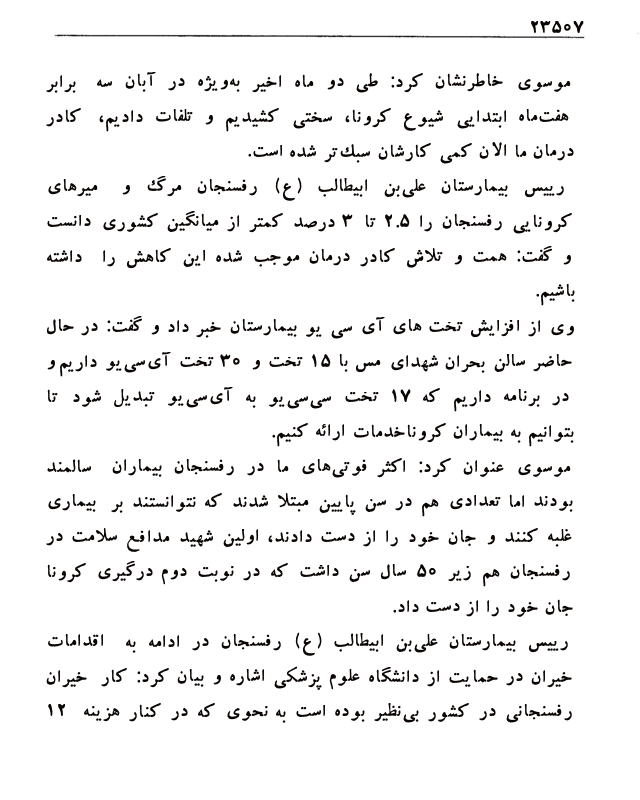 ۲۳۵۰۷
موسوی خاطرنشان کرد: طی دو ماه اخیر به‌ویژه در آبان سه برابر
هفت‌ماه ابتدایی شیوع کرونا، سختی کشیدیم و تلفات دادیم، کادر
درمان ما الان کمی کارشان سبك‌تر شده است.
رییس بیمارستان علی‌بن ابیطالب (ع) رفسنجان مرگ و میرهای
کرونایی رفسنجان را ۲.۵ تا ۳ درصد کمتر از میانگین کشوری دانست
و گفت: همت و تلاش کادر درمان موجب شده این کاهش را داشته
باشیم.
وی از افزایش تخت های آی سی یو بیمارستان خبر داد و گفت: در حال
حاضر سالن بحران شهدای مس با ۱۵ تخت و ۳۰ تخت آی‌سی‌یو داریم‌و
در برنامه داریم که ۱۷ تخت سی‌سی‌یو به آی‌سی‌یو تبدیل شود تا
بتوانیم به بیماران کروناخدمات ارائه کنیم.
موسوی عنوان کرد: اکثر فوتی‌های ما در رفسنجان بیماران سالمند
بودند اما تعدادی هم در سن پایین مبتلا شدند که نتوانستند بر بیماری
غلبه کنند و جان خود را از دست دادند، اولین شهید مدافع سلامت در
رفسنجان هم زیر ۵۰ سال سن داشت که در نوبت دوم درگیری کرونا
جان خود را از دست داد.
رییس بیمارستان علی‌بن ابیطالب (ع) رفسنجان در ادامه به اقدامات
خیران در حمایت از دانشگاه علوم پزشکی اشاره و بیان کرد: کار خیران
رفسنجانی در کشور بی‌نظیر بوده است به نحوی که در کنار هزینه ۱۲